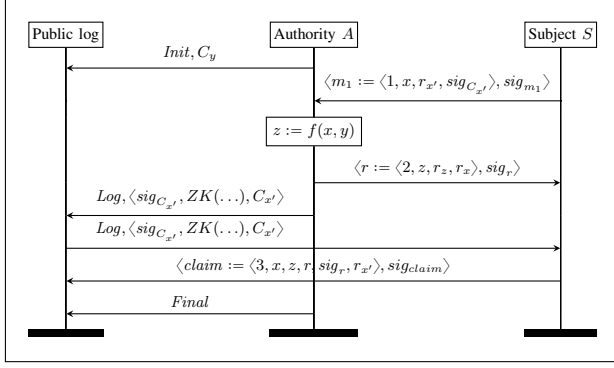 Public log Authority A Subject S
Init, C_y
⟨m_1 := ⟨1, x, r_{x′}, sig_{C_{x′}}⟩, sig_{m_1}⟩
z := f(x, y)
⟨r := ⟨2, z, r_z, r_x⟩, sig_r⟩
Log, ⟨sig_{C_{x′}}, ZK(…), C_{x′}⟩
Log, ⟨sig_{C_{x′}}, ZK(…), C_{x′}⟩
⟨claim := ⟨3, x, z, r, sig_r, r_{x′}⟩, sig_{claim}⟩
Final